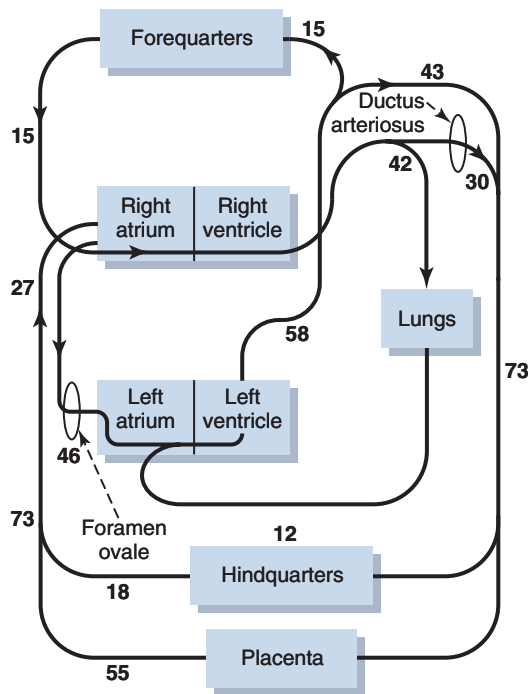 Forequarters
15
43
Ductus
arteriosus
15
42
30
Right
atrium
Right
ventricle
27
Lungs
58
73
Left
atrium
Left
ventricle
46
Foramen
ovale
73
12
Hindquarters
18
Placenta
55